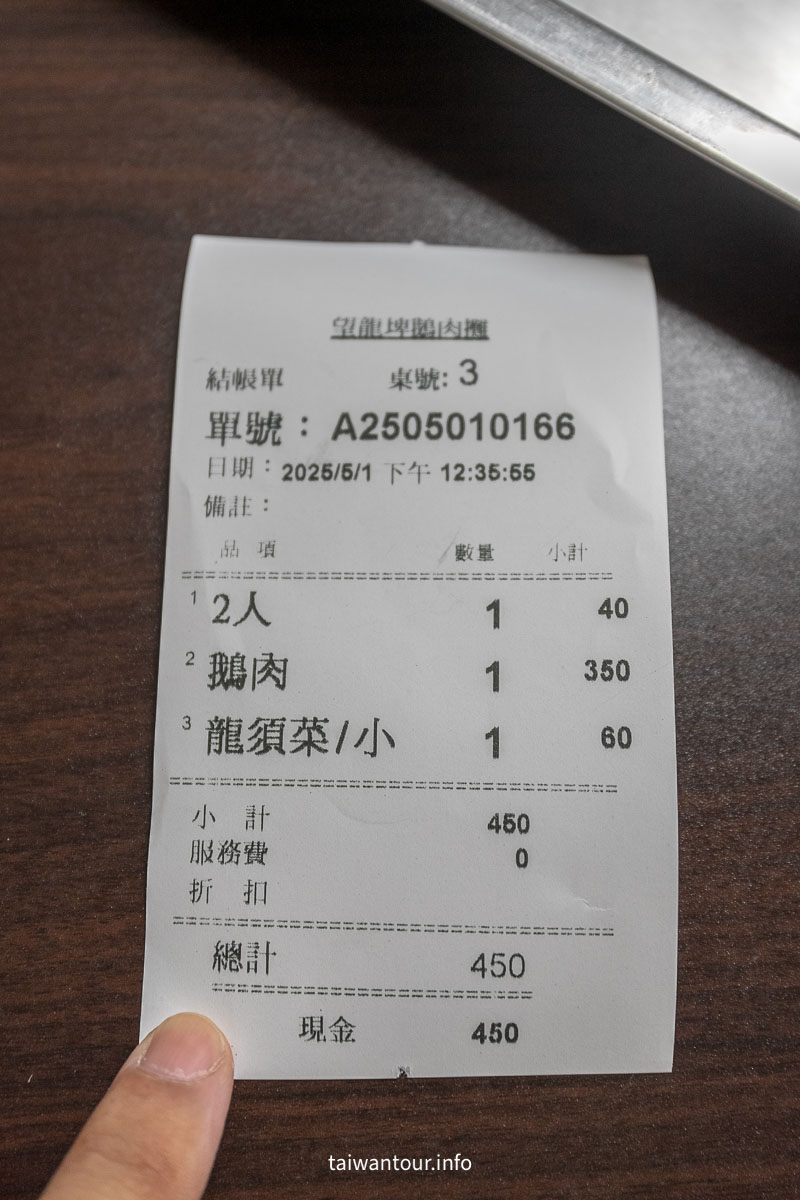 望龍埤鵝肉攤
結帳單 桌號: 3
單號： A2505010166
日期：2025/5/1 下午 12:35:55
備註：
品 項 數量 小計
1 2人 1 40
2 鵝肉 1 350
3 龍須菜/小 1 60
小 計 450
服務費 0
折 扣
總計 450
現金 450
taiwantour.info